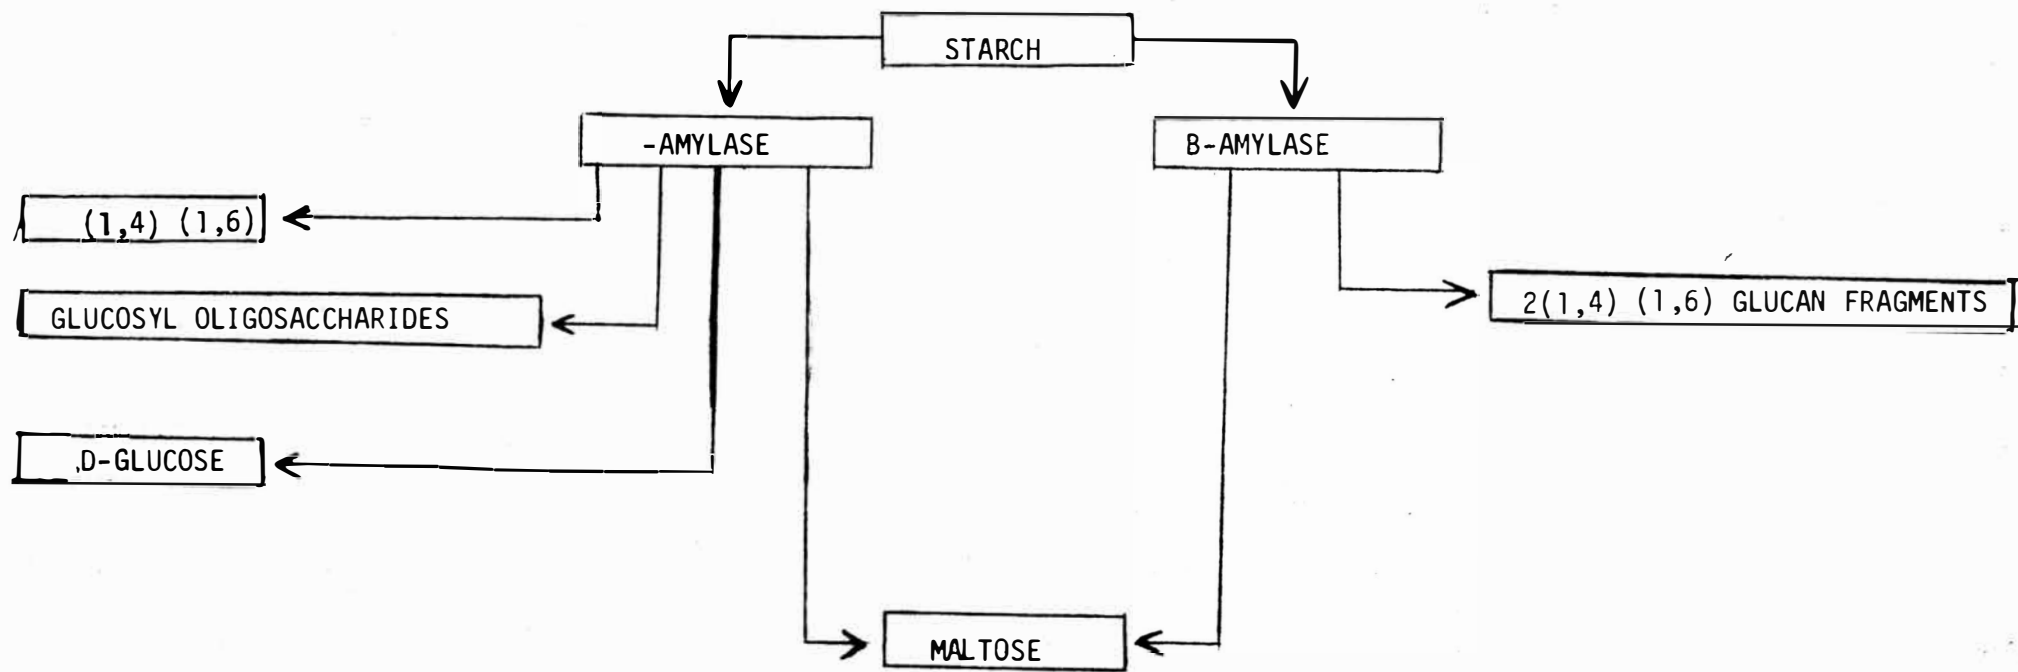 STARCH
-AMYLASE
B-AMYLASE
(1,4) (1,6)
GLUCOSYL OLIGOSACCHARIDES
2(1,4) (1,6) GLUCAN FRAGMENTS
,D-GLUCOSE
MALTOSE